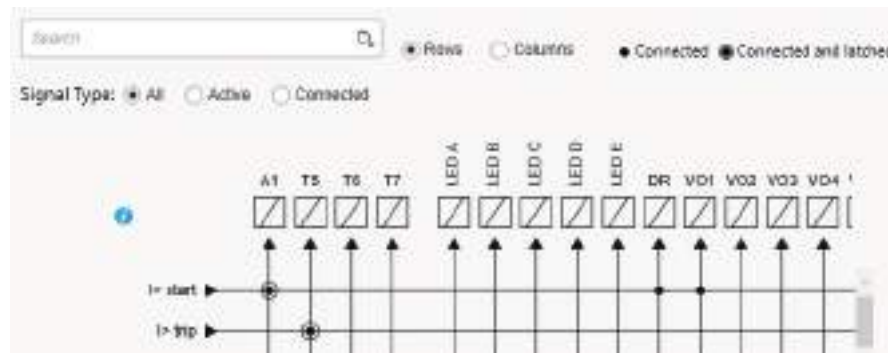 Search
Rows Columns Connected Connected and latched
Signal Type: All Active Connected
A1 T5 T6 T7 LED A LED B LED C LED D LED E DR VO1 VO2 VO3 VO4
I> start
I> trip